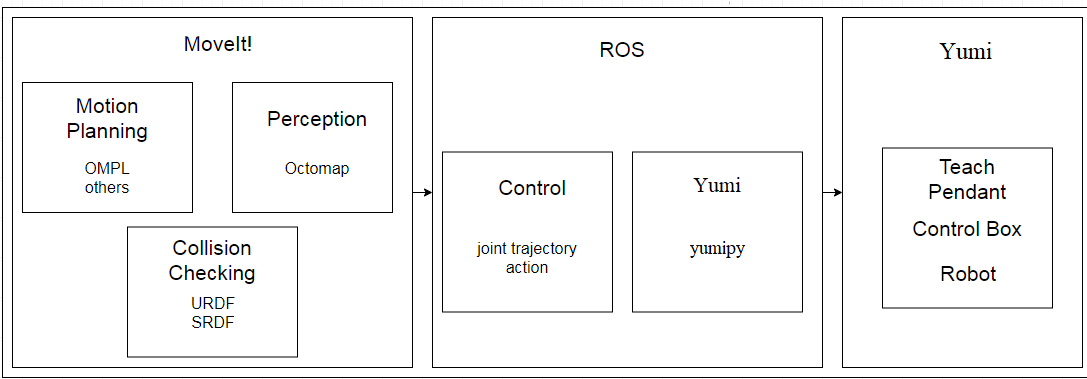 MoveIt!
Motion
Planning
OMPL
others
Perception
Octomap
Collision
Checking
URDF
SRDF
ROS
Control
joint trajectory
action
Yumi
yumipy
Yumi
Teach
Pendant
Control Box
Robot